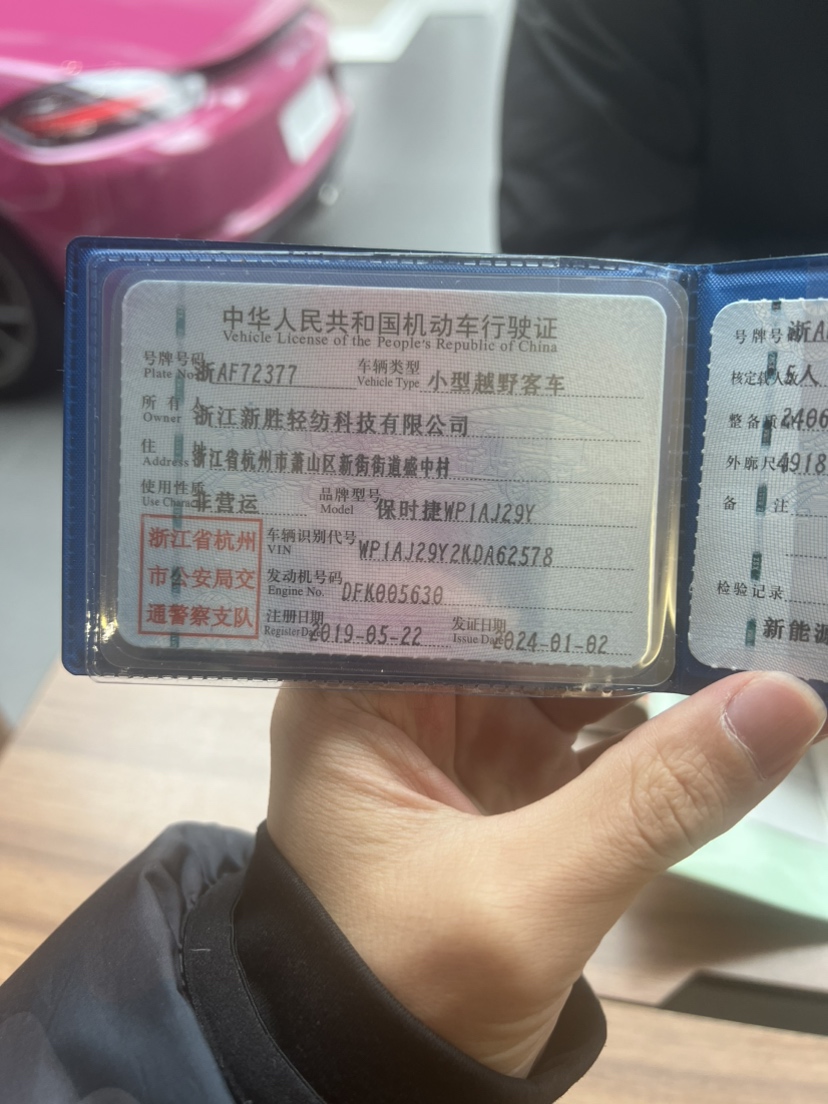 中华人民共和国机动车行驶证
Vehicle License of the People's Republic of China
号牌号码 Plate No. 浙AF72377 车辆类型 Vehicle Type 小型越野客车
所有人 Owner 浙江新胜轻纺科技有限公司
住址 Address 浙江省杭州市萧山区新街街道盛中村
使用性质 Use Character 非营运 品牌型号 Model 保时捷WP1AJ29Y
浙江省杭州
市公安局交
通警察支队
车辆识别代号 VIN WP1AJ29Y2KDA62578
发动机号码 Engine No. DFK005630
注册日期 Register Date 2019-05-22 发证日期 Issue Date 2024-01-02
号牌号 浙A
核定载人数 5人
整备质 2406
外廓尺 4918
备注
检验记录
新能源